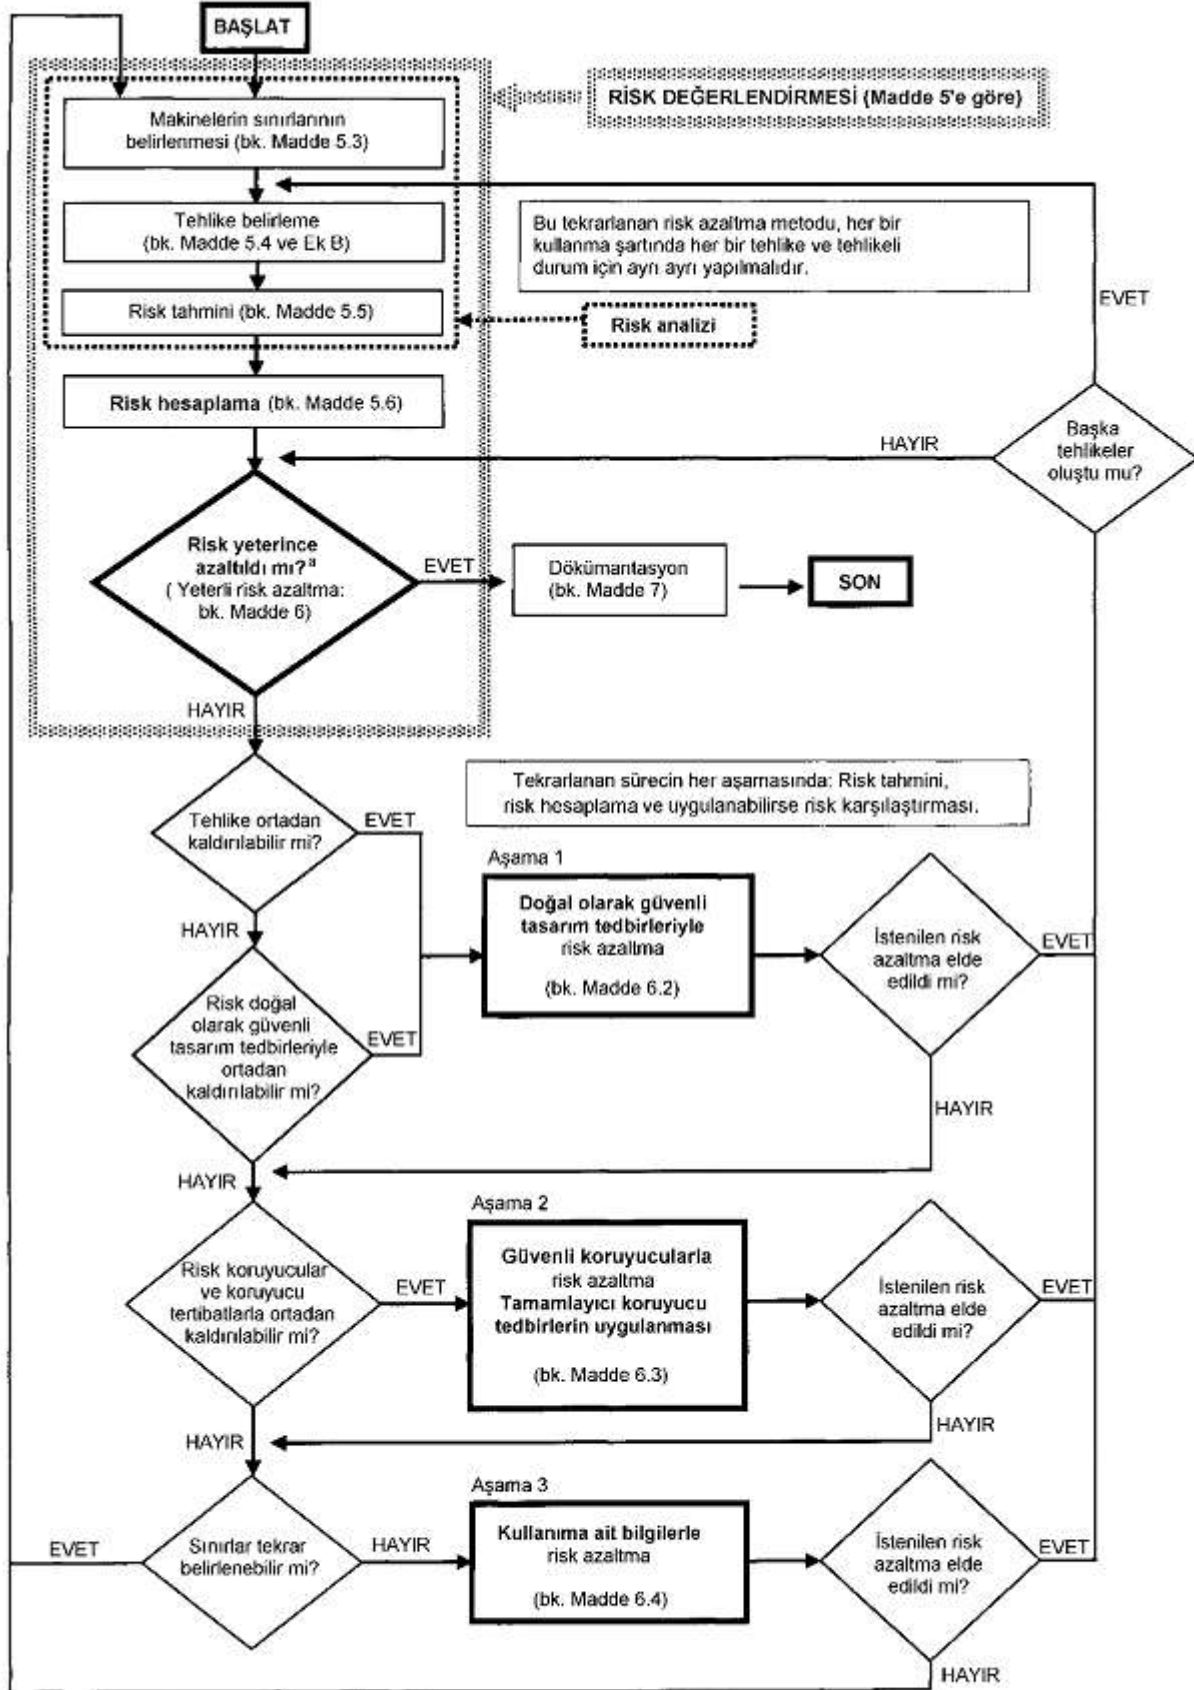 BAŞLAT
RİSK DEĞERLENDİRMESİ (Madde 5'e göre)
Makinelerin sınırlarının
belirlenmesi (bk. Madde 5.3)
Tehlike belirleme
(bk. Madde 5.4 ve Ek B)
Bu tekrarlanan risk azaltma metodu, her bir
kullanma şartında her bir tehlike ve tehlikeli
durum için ayrı ayrı yapılmalıdır.
EVET
Risk tahmini (bk. Madde 5.5)
Risk analizi
Risk hesaplama (bk. Madde 5.6)
HAYIR
Başka
tehlikeler
oluştu mu?
Risk yeterince
azaltıldı mı?ª
( Yeterli risk azaltma:
bk. Madde 6)
EVET
Dökümantasyon
(bk. Madde 7)
SON
HAYIR
Tekrarlanan sürecin her aşamasında: Risk tahmini,
risk hesaplama ve uygulanabilirse risk karşılaştırması.
Tehlike ortadan
kaldırılabilir mi?
EVET
HAYIR
Aşama 1
Doğal olarak güvenli
tasarım tedbirleriyle
risk azaltma
(bk. Madde 6.2)
İstenilen risk
azaltma elde
edildi mi?
EVET
Risk doğal
olarak güvenli
tasarım tedbirleriyle
ortadan
kaldırılabilir mi?
EVET
HAYIR
HAYIR
Aşama 2
Risk koruyucular
ve koruyucu
tertibatlarla ortadan
kaldırılabilir mi?
EVET
Güvenli koruyucularla
risk azaltma
Tamamlayıcı koruyucu
tedbirlerin uygulanması
(bk. Madde 6.3)
İstenilen risk
azaltma elde
edildi mi?
EVET
HAYIR
HAYIR
Aşama 3
EVET
Sınırlar tekrar
belirlenebilir mi?
HAYIR
Kullanıma ait bilgilerle
risk azaltma
(bk. Madde 6.4)
İstenilen risk
azaltma elde
edildi mi?
EVET
HAYIR